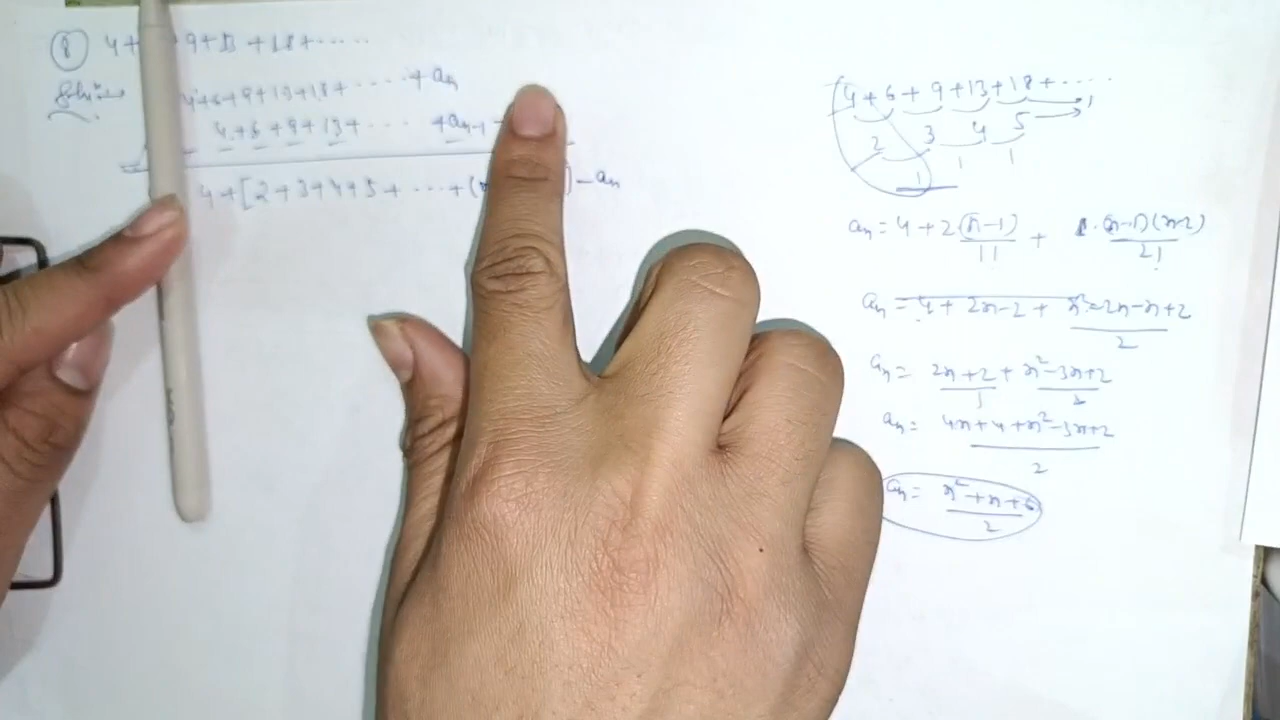 8 4+ 9+13+18+.....
Soln:-
4+6+9+13+18+.....+an
4+6+9+13+..... +an-1
4+[2+3+4+5+...+( ]-an
4+6+9+13+18+.....
2 3 4 5 1
1 1 1
an= 4+2(n-1)/1! + 1.(n-1)(n-2)/2!
an= 4+2n-2+ n²-2n-n+2/2
an= 2n+2/1 + n²-3n+2/2
an= 4n+4+n²-3n+2/2
an= n²+n+6/2